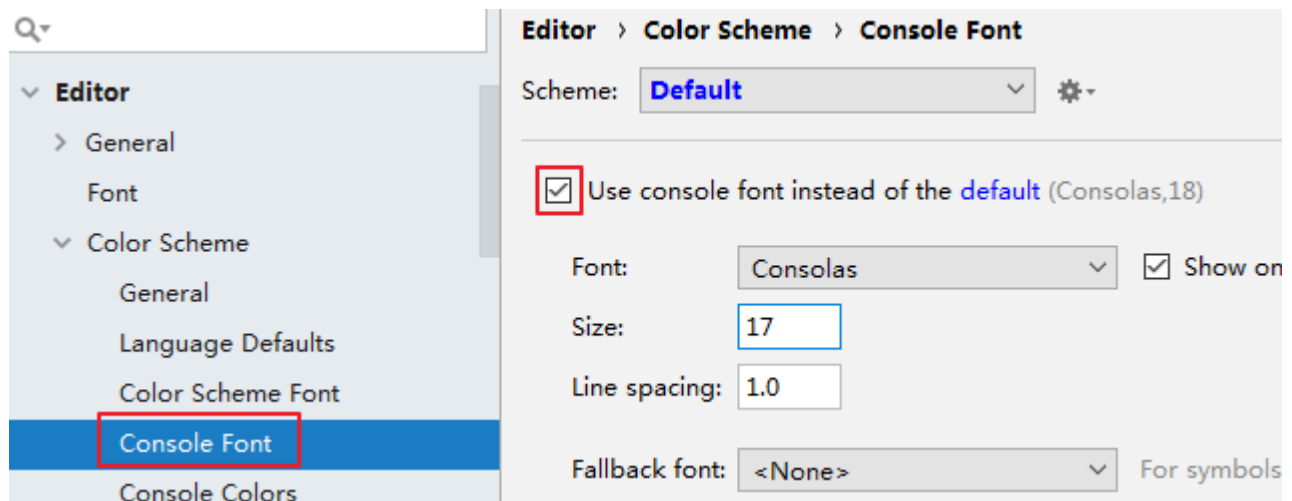 Editor › Color Scheme › Console Font
Editor
General
Font
Color Scheme
General
Language Defaults
Color Scheme Font
Console Font
Console Colors
Scheme: Default
Use console font instead of the default (Consolas,18)
Font: Consolas Show on
Size: 17
Line spacing: 1.0
Fallback font: <None> For symbols